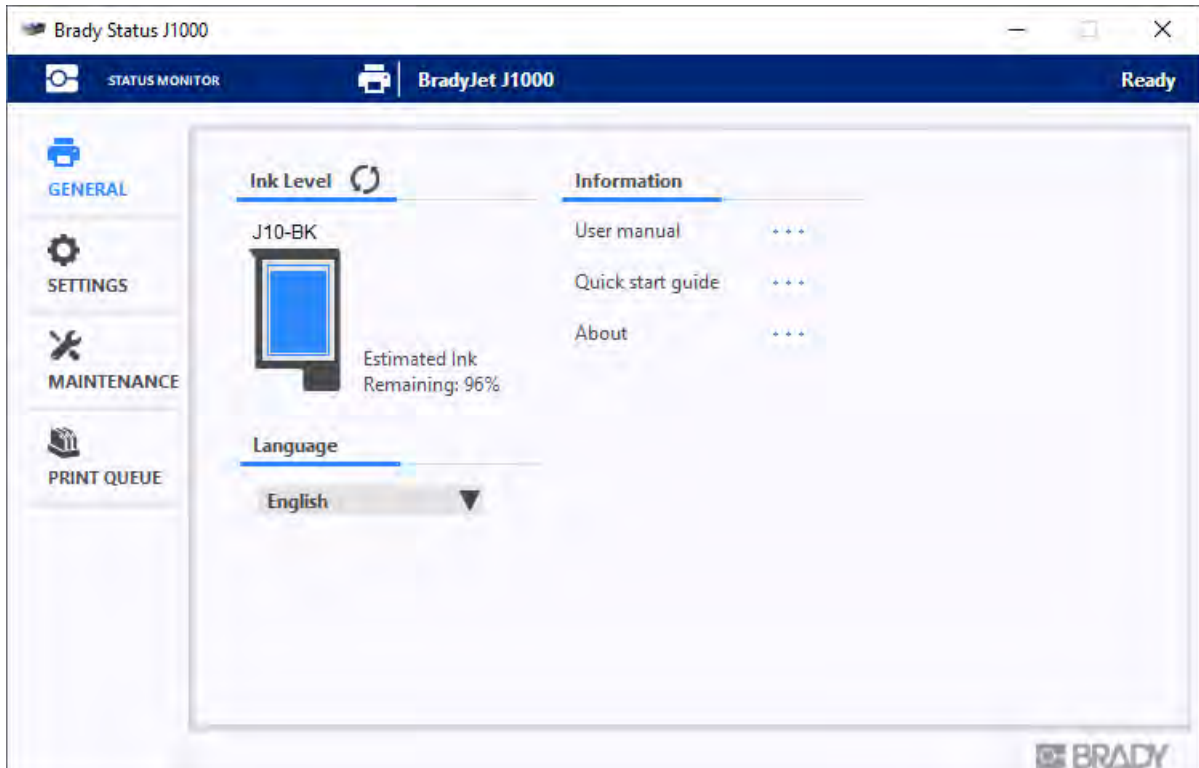 Brady Status J1000
STATUS MONITOR
BradyJet J1000
Ready
GENERAL
SETTINGS
MAINTENANCE
PRINT QUEUE
Ink Level
J10-BK
Estimated Ink
Remaining: 96%
Language
English
Information
User manual
Quick start guide
About
BRADY